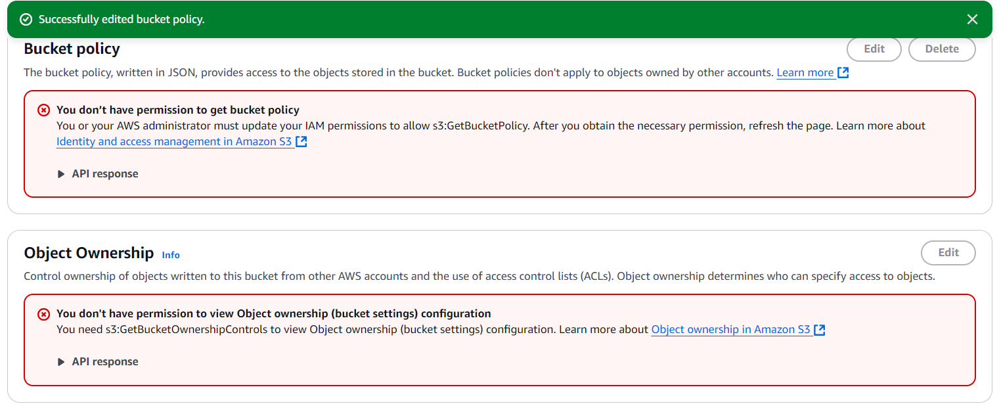 Successfully edited bucket policy.
Bucket policy
Edit
Delete
The bucket policy, written in JSON, provides access to the objects stored in the bucket. Bucket policies don't apply to objects owned by other accounts. Learn more
You don’t have permission to get bucket policy
You or your AWS administrator must update your IAM permissions to allow s3:GetBucketPolicy. After you obtain the necessary permission, refresh the page. Learn more about
Identity and access management in Amazon S3
API response
Object Ownership Info
Edit
Control ownership of objects written to this bucket from other AWS accounts and the use of access control lists (ACLs). Object ownership determines who can specify access to objects.
You don't have permission to view Object ownership (bucket settings) configuration
You need s3:GetBucketOwnershipControls to view Object ownership (bucket settings) configuration. Learn more about Object ownership in Amazon S3
API response